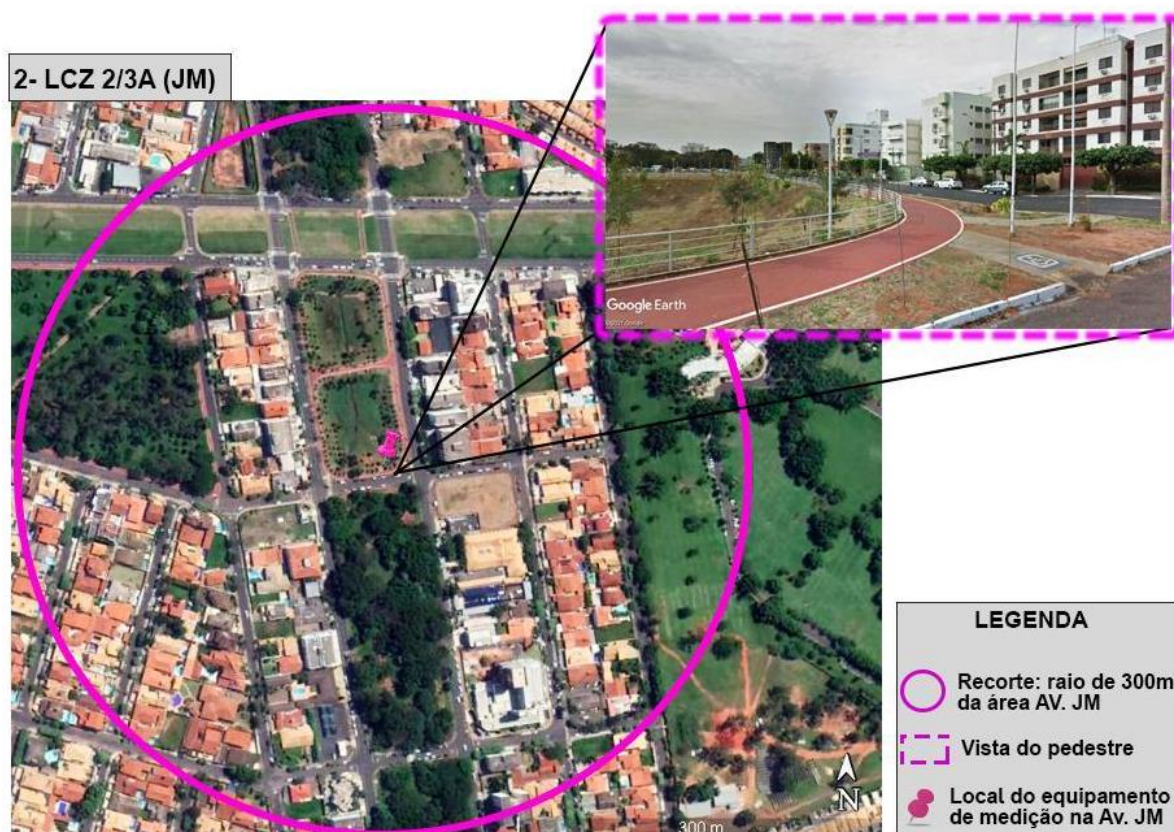 2- LCZ 2/3A (JM)
Google Earth
300 m
N
LEGENDA
Recorte: raio de 300m
da área AV. JM
Vista do pedestre
Local do equipamento
de medição na Av. JM